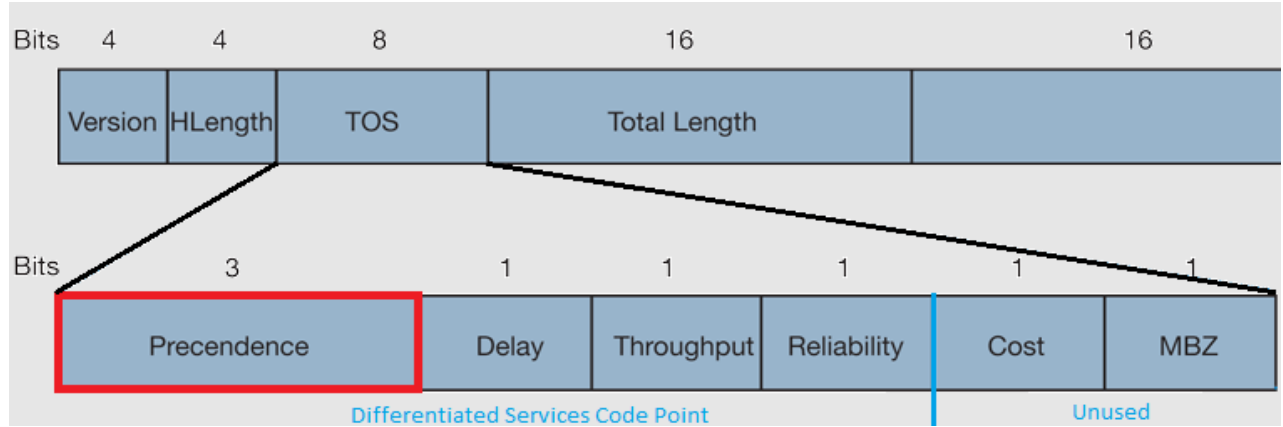 Bits 4 4 8 16 16
Version HLength TOS Total Length
Bits 3 1 1 1 1 1
Precendence Delay Throughput Reliability Cost MBZ
Differentiated Services Code Point Unused